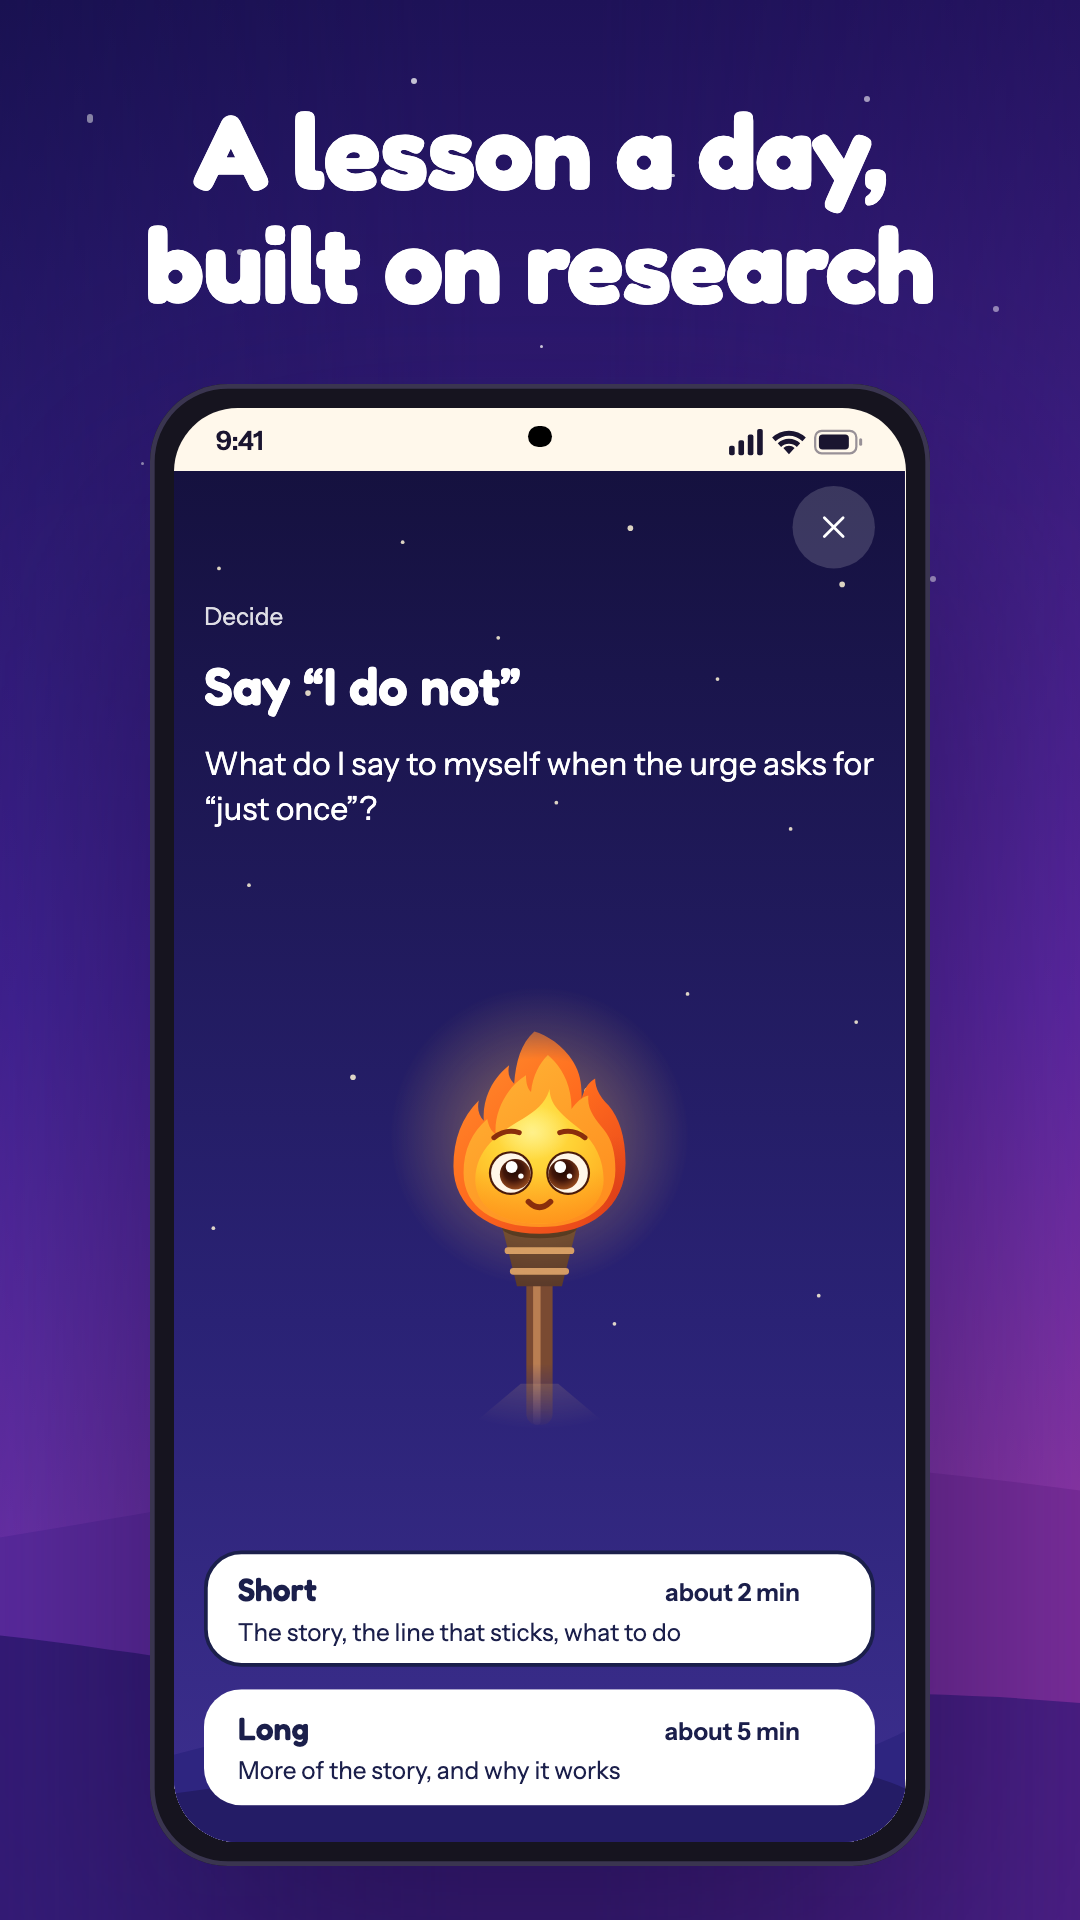 A lesson a day,
built on research
9:41
Decide
Say “I do not”
What do I say to myself when the urge asks for
“just once”?
Short about 2 min
The story, the line that sticks, what to do
Long about 5 min
More of the story, and why it works